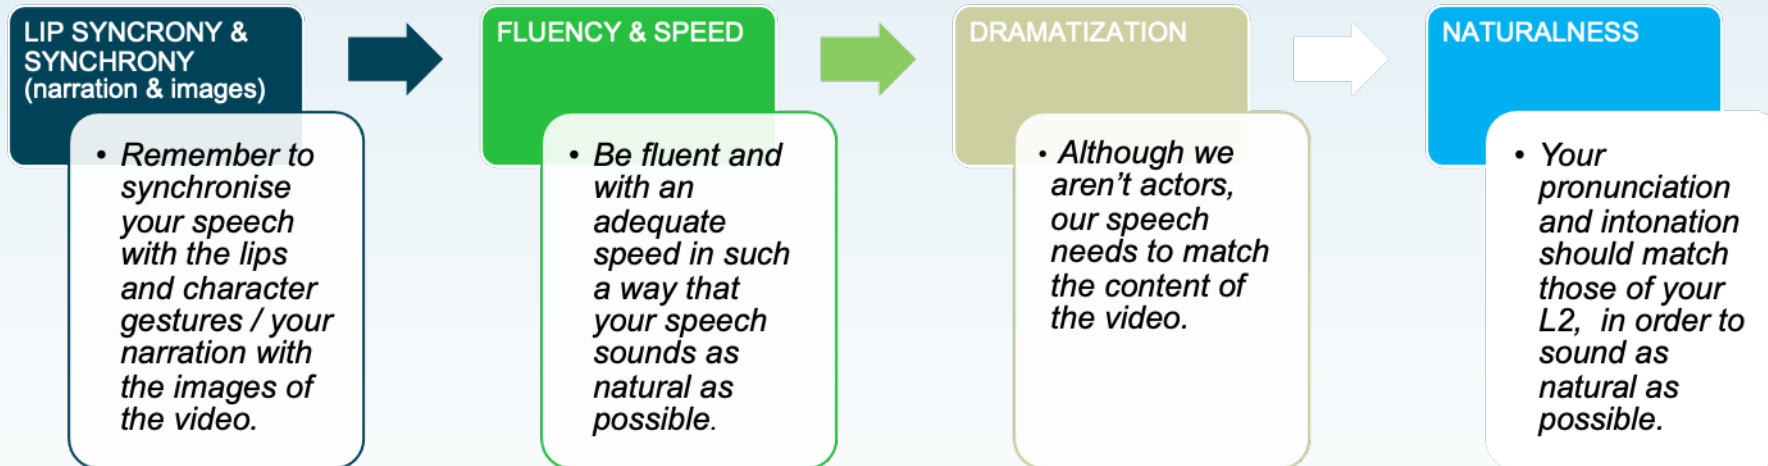 LIP SYNCRONY &
SYNCHRONY
(narration & images)
• Remember to
synchronise
your speech
with the lips
and character
gestures / your
narration with
the images of
the video.
FLUENCY & SPEED
• Be fluent and
with an
adequate
speed in such
a way that
your speech
sounds as
natural as
possible.
DRAMATIZATION
• Although we
aren’t actors,
our speech
needs to match
the content of
the video.
NATURALNESS
• Your
pronunciation
and intonation
should match
those of your
L2, in order to
sound as
natural as
possible.